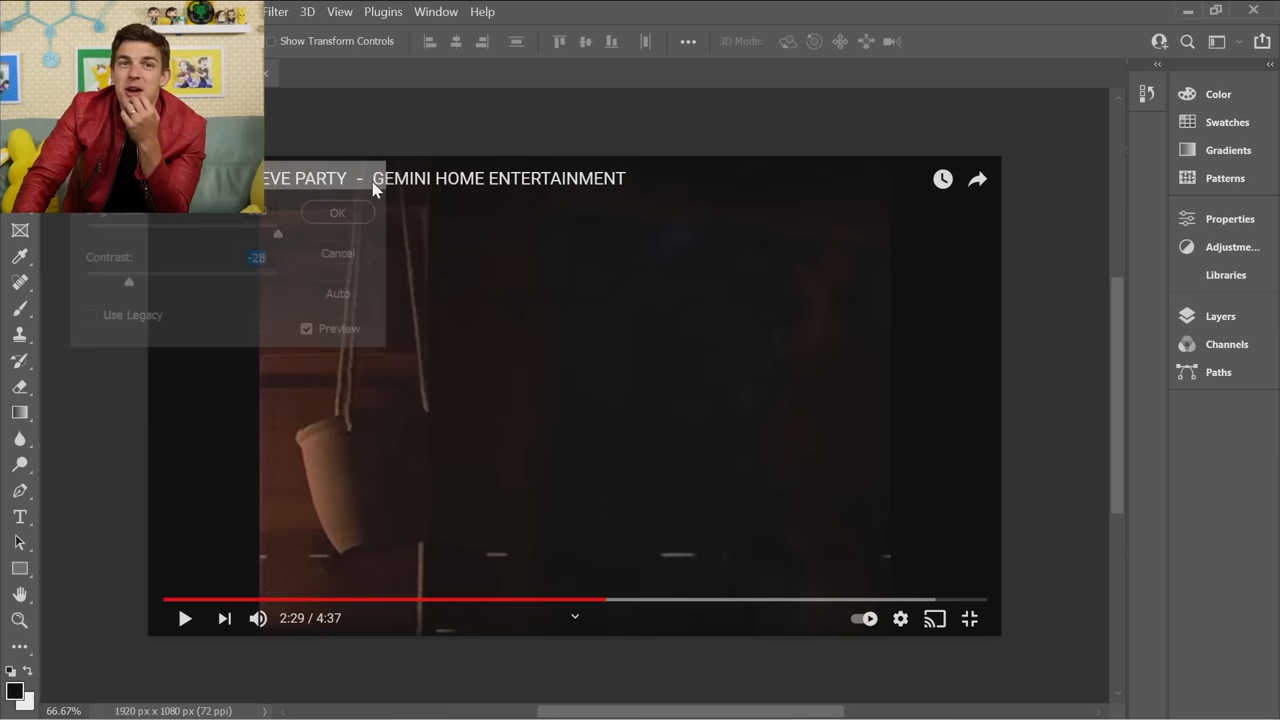 Filter 3D View Plugins Window Help
Show Transform Controls
3D Mode:
Color
Swatches
Gradients
Patterns
Properties
Adjustme...
Libraries
Layers
Channels
Paths
EVE PARTY - GEMINI HOME ENTERTAINMENT
OK
Contrast: -28
Cancel
Auto
Use Legacy
Preview
2:29 / 4:37
66.67% 1920 px x 1080 px (72 ppi)